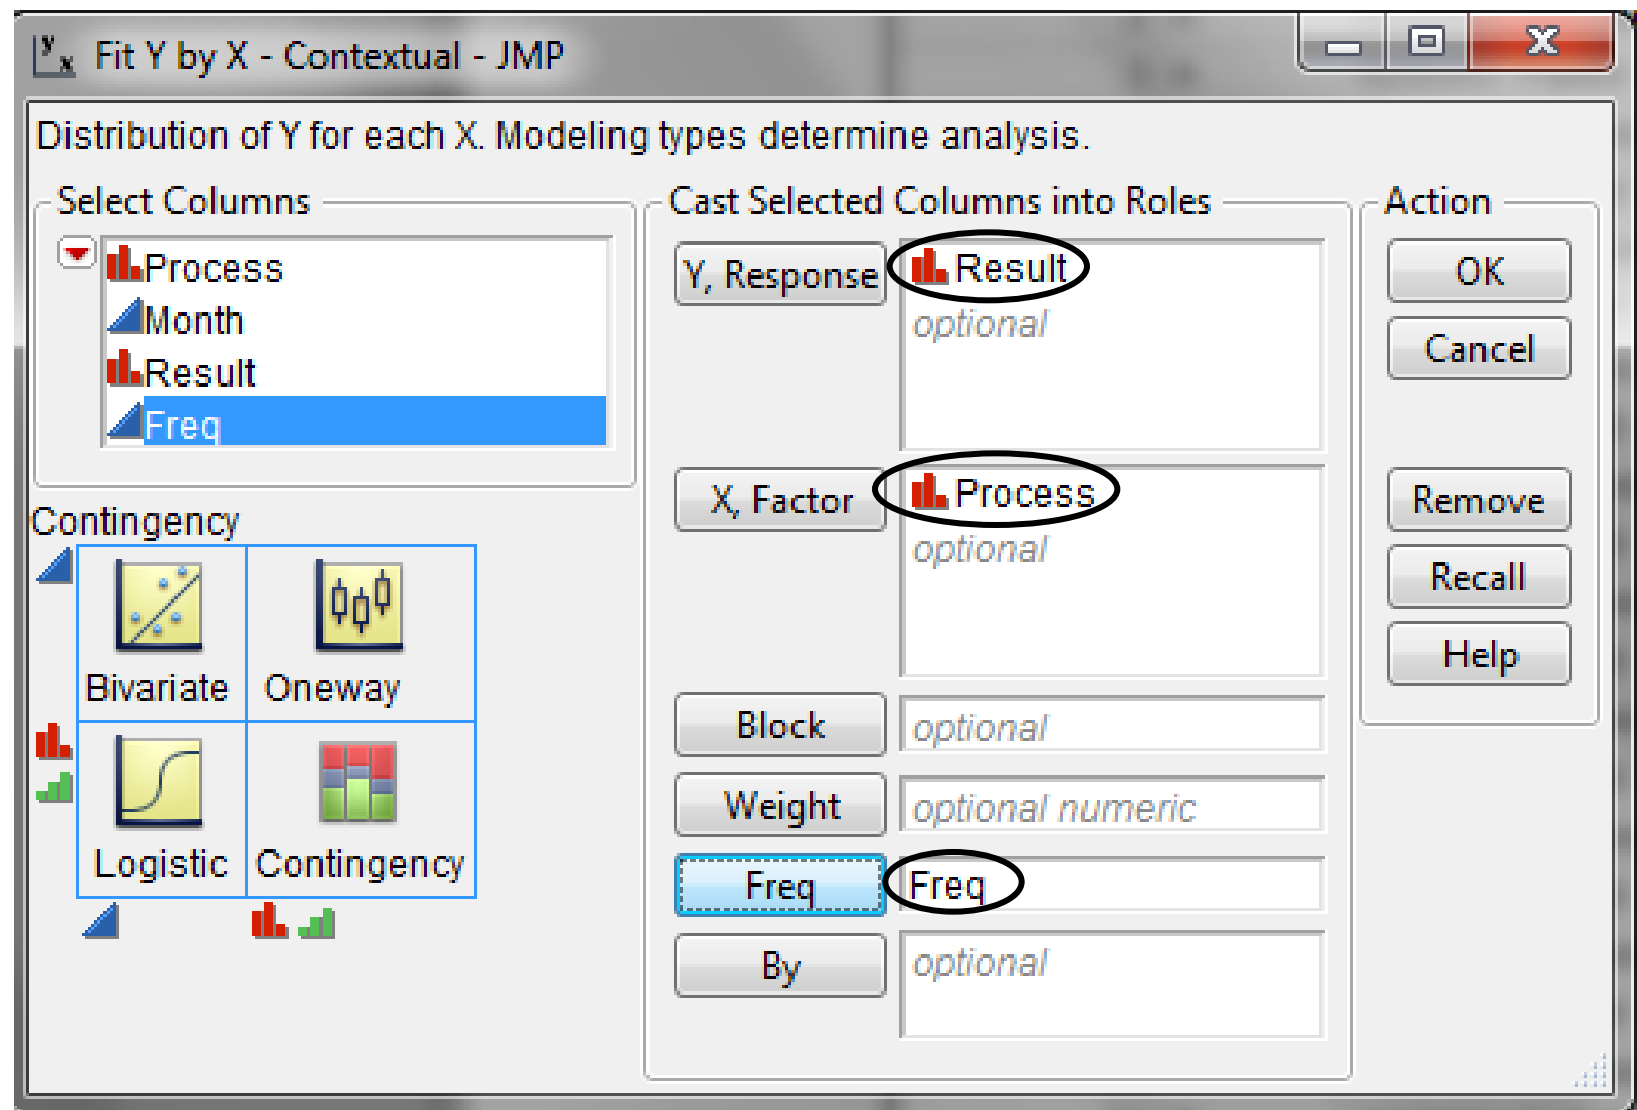 Fit Y by X - Contextual - JMP
Distribution of Y for each X. Modeling types determine analysis.
Select Columns
Process
Month
Result
Freq
Contingency
Bivariate
Oneway
Logistic
Contingency
Cast Selected Columns into Roles
Y, Response
Result
optional
X, Factor
Process
optional
Block
optional
Weight
optional numeric
Freq
Freq
By
optional
Action
OK
Cancel
Remove
Recall
Help